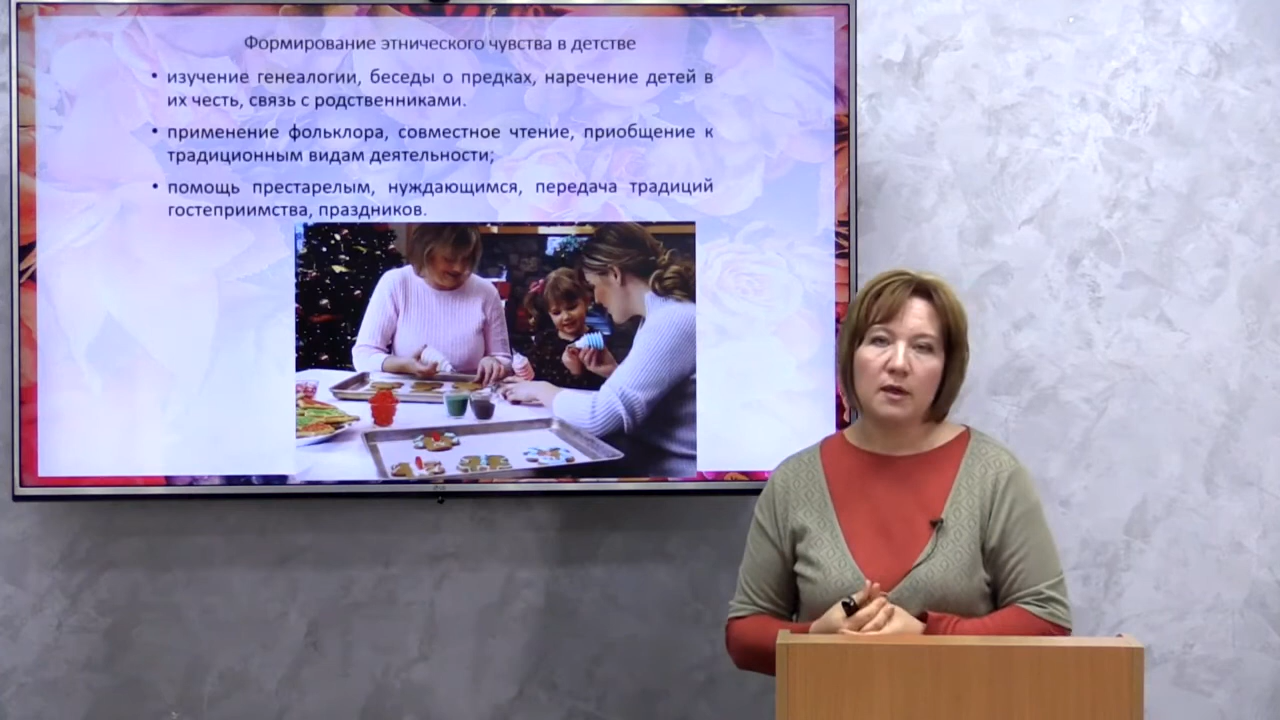 Формирование этнического чувства в детстве
• изучение генеалогии, беседы о предках, наречение детей в
их честь, связь с родственниками.
• применение фольклора, совместное чтение, приобщение к
традиционным видам деятельности;
• помощь престарелым, нуждающимся, передача традиций
гостеприимства, праздников.